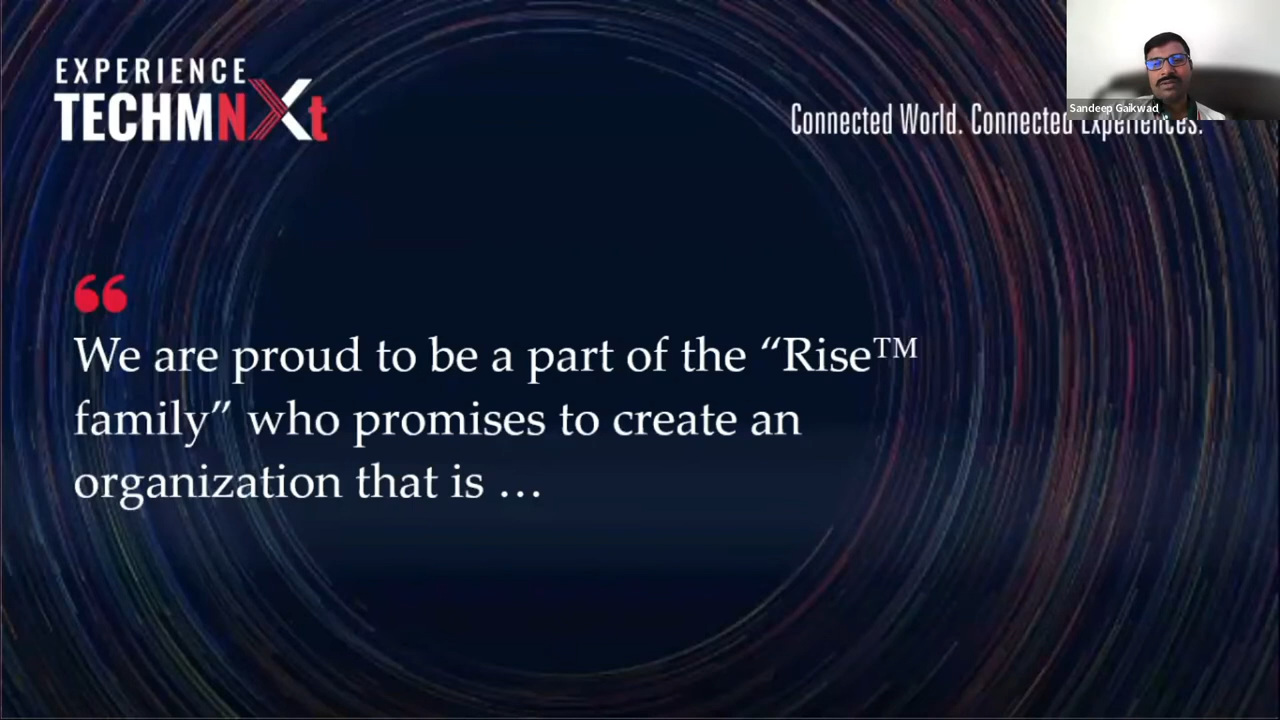 EXPERIENCE
TECHMNXt
Connected World. Connected Experiences.
Sandeep Gaikwad
“
We are proud to be a part of the “Rise™
family” who promises to create an
organization that is …